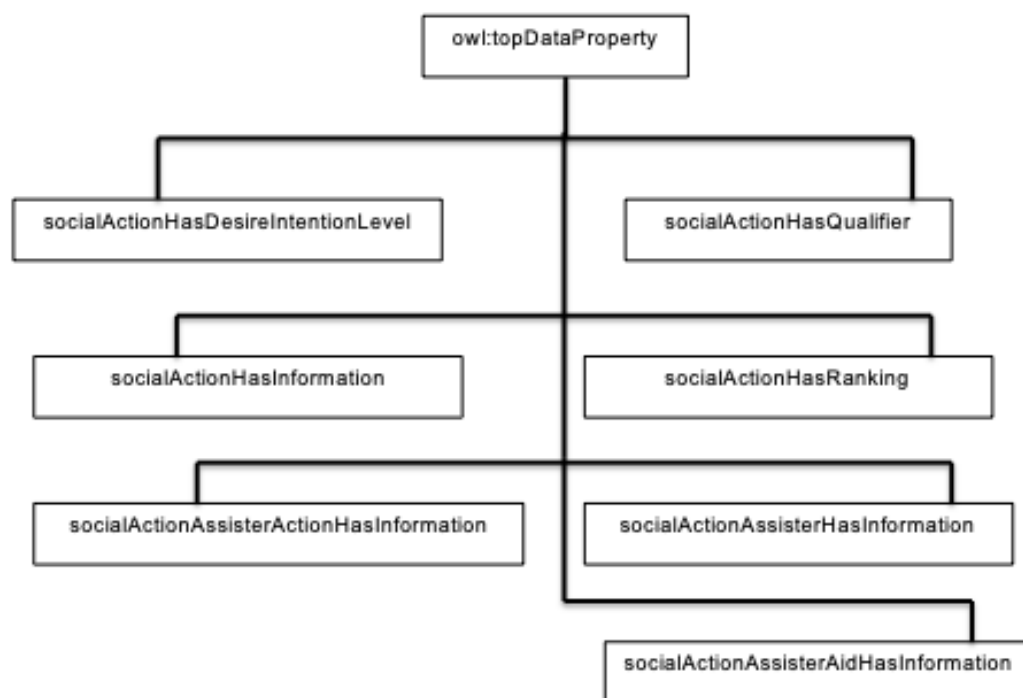 owl:topDataProperty
socialActionHasDesireIntentionLevel
socialActionHasQualifier
socialActionHasInformation
socialActionHasRanking
socialActionAssisterActionHasInformation
socialActionAssisterHasInformation
socialActionAssisterAidHasInformation